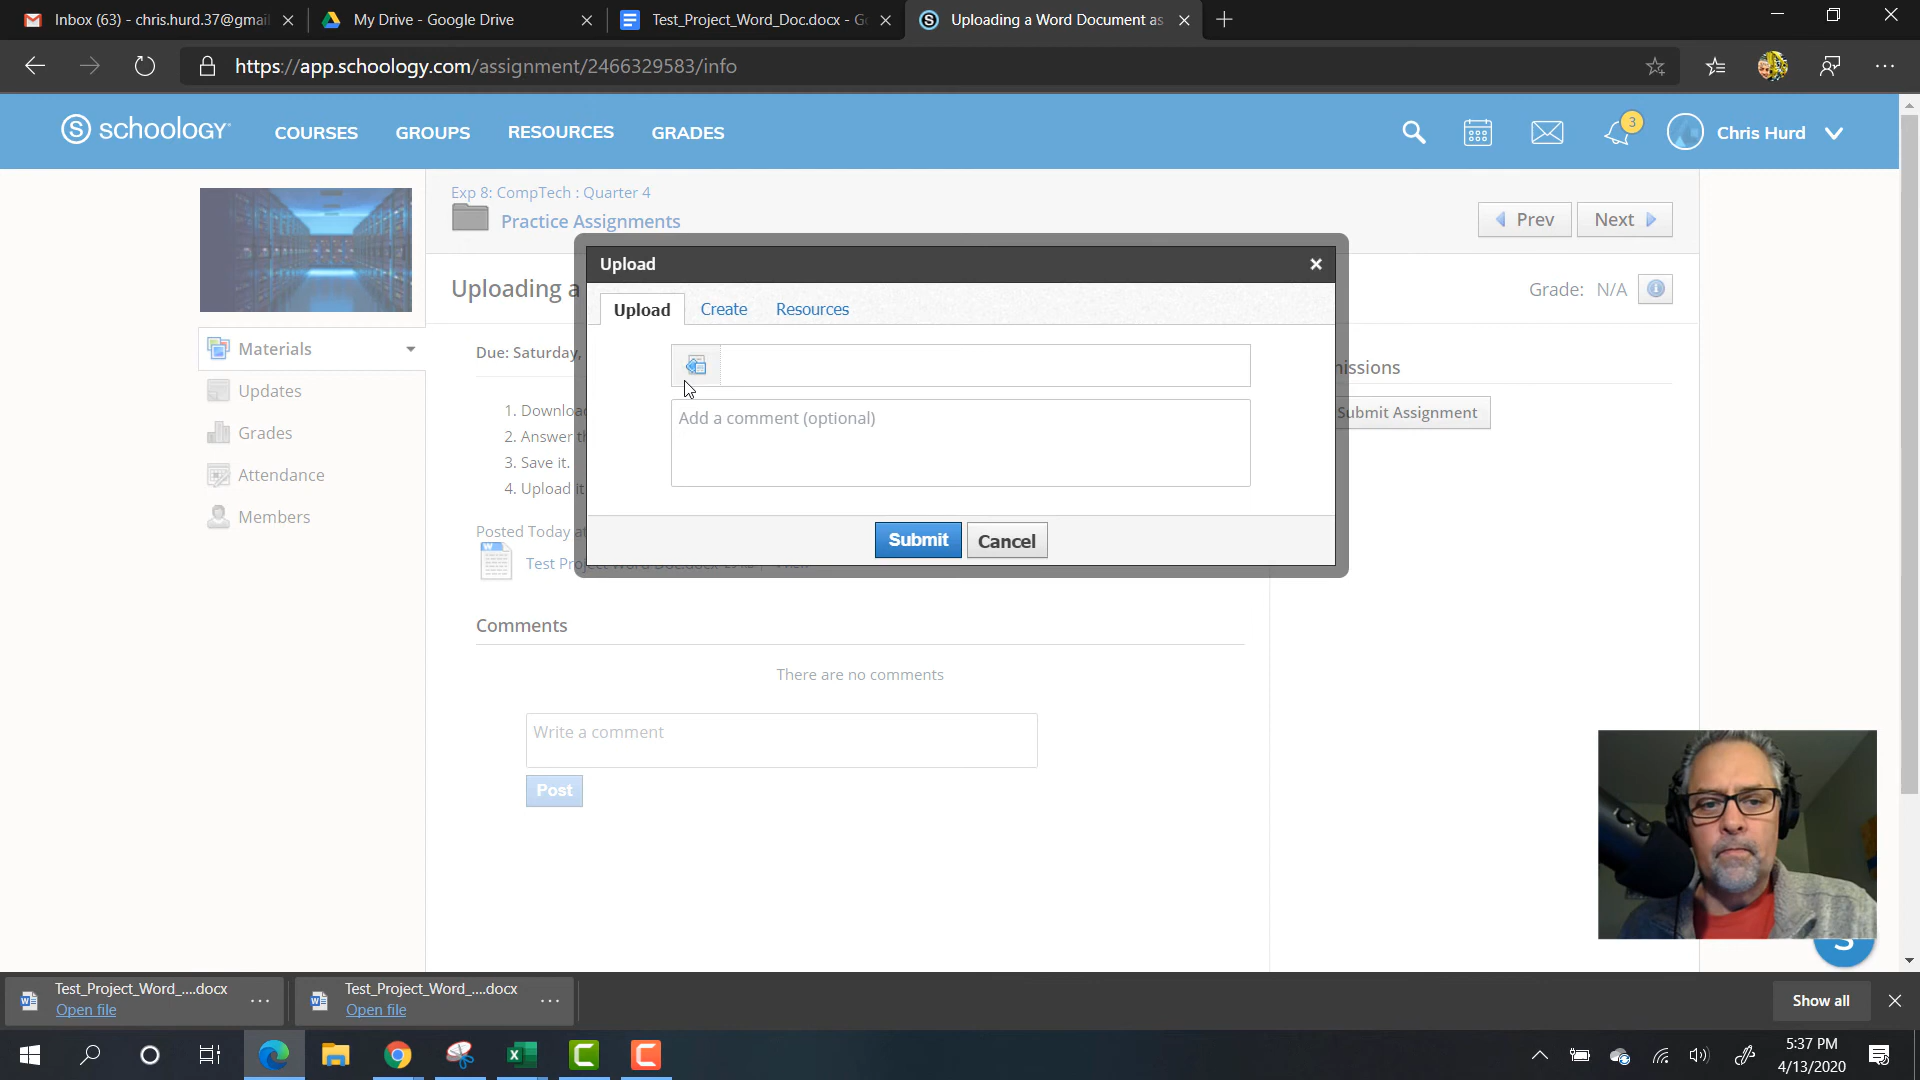 Inbox (63) - chris.hurd.37@gmai
My Drive - Google Drive
Test_Project_Word_Doc.docx - Go
Uploading a Word Document as
https://app.schoology.com/assignment/2466329583/info
schoology
COURSES
GROUPS
RESOURCES
GRADES
3
Chris Hurd
Exp 8: CompTech : Quarter 4
Practice Assignments
Prev
Next
Upload
Uploading a
Grade: N/A
Upload
Create
Resources
Materials
Due: Saturday,
issions
Updates
1. Downloa
Add a comment (optional)
Submit Assignment
Grades
2. Answer th
3. Save it.
Attendance
4. Upload it
Members
Posted Today at
Submit
Cancel
Comments
There are no comments
Write a comment
Post
Test_Project_Word_....docx
Open file
Test_Project_Word_....docx
Open file
Show all
5:37 PM
4/13/2020